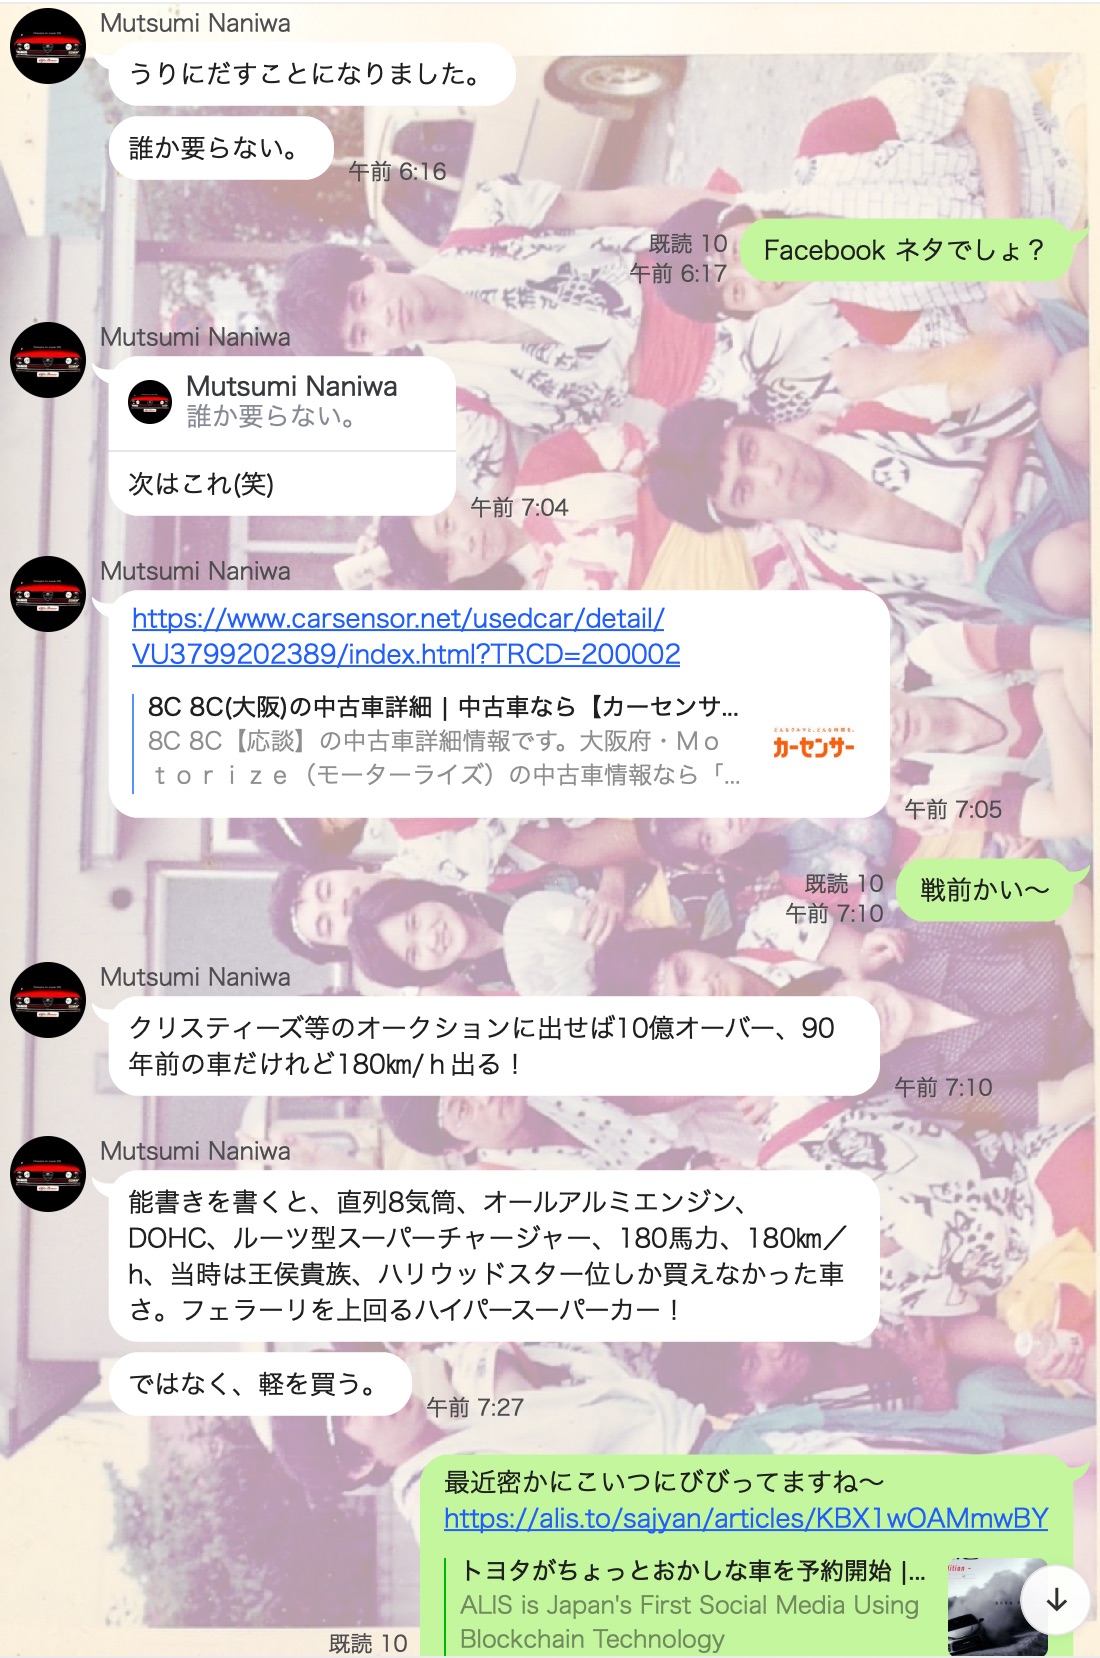 Mutsumi Naniwa
うりにだすことになりました。
誰か要らない。
午前 6:16
Facebook ネタでしょ？
既読 10
午前 6:17
Mutsumi Naniwa
Mutsumi Naniwa
誰か要らない。
次はこれ(笑)
午前 7:04
Mutsumi Naniwa
https://www.carsensor.net/usedcar/detail/
VU3799202389/index.html?TRCD=200002
8C 8C(大阪)の中古車詳細 | 中古車なら【カーセンサ...
8C 8C【応談】の中古車詳細情報です。大阪府・Ｍｏ
ｔｏｒｉｚｅ（モーターライズ）の中古車情報なら「...
カーセンサー
午前 7:05
戦前かい〜
既読 10
午前 7:10
Mutsumi Naniwa
クリスティーズ等のオークションに出せば10億オーバー、90
年前の車だけれど180㎞/ｈ出る！
午前 7:10
Mutsumi Naniwa
能書きを書くと、直列8気筒、オールアルミエンジン、
DOHC、ルーツ型スーパーチャージャー、180馬力、180㎞／
h、当時は王侯貴族、ハリウッドスター位しか買えなかった車
さ。フェラーリを上回るハイパースーパーカー！
ではなく、軽を買う。
午前 7:27
最近密かにこいつにびびってますね〜
https://alis.to/sajyan/articles/KBX1wOAMmwBY
トヨタがちょっとおかしな車を予約開始 |...
ALIS is Japan's First Social Media Using
Blockchain Technology
既読 10